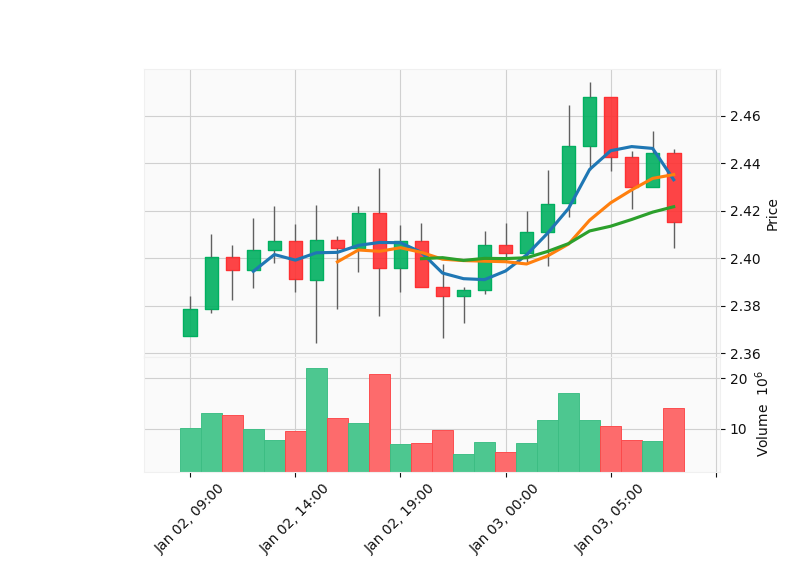 2.46
2.44
2.42
2.40
2.38
2.36
Price
20
10
Volume 10^6
Jan 02, 09:00
Jan 02, 14:00
Jan 02, 19:00
Jan 03, 00:00
Jan 03, 05:00